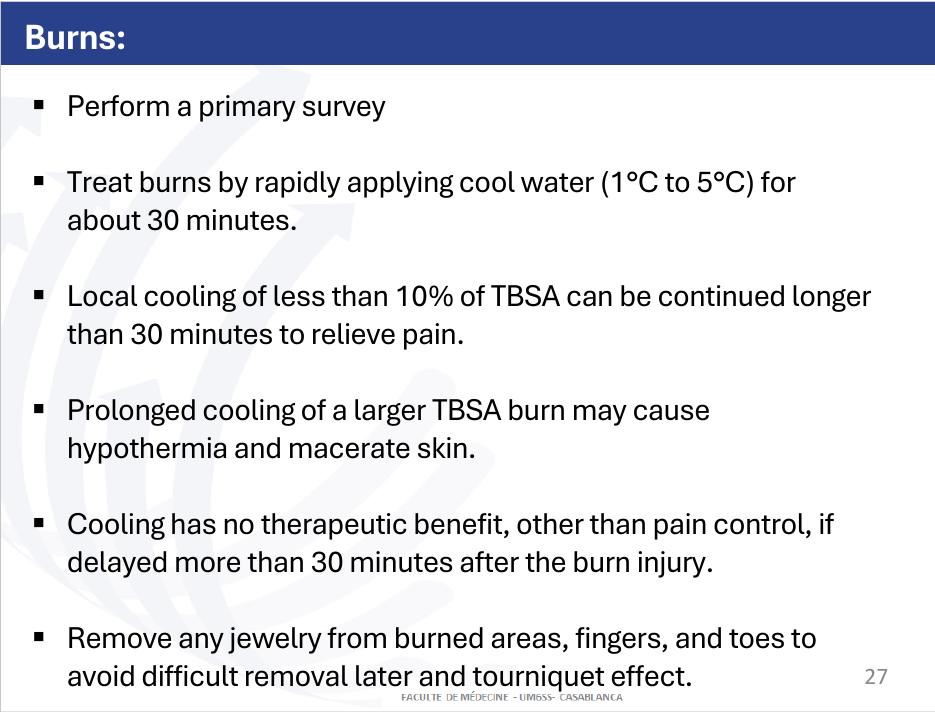 Burns:
▪ Perform a primary survey
▪ Treat burns by rapidly applying cool water (1°C to 5°C) for
about 30 minutes.
▪ Local cooling of less than 10% of TBSA can be continued longer
than 30 minutes to relieve pain.
▪ Prolonged cooling of a larger TBSA burn may cause
hypothermia and macerate skin.
▪ Cooling has no therapeutic benefit, other than pain control, if
delayed more than 30 minutes after the burn injury.
▪ Remove any jewelry from burned areas, fingers, and toes to
avoid difficult removal later and tourniquet effect.
27
FACULTE DE MÉDECINE - UM6SS- CASABLANCA